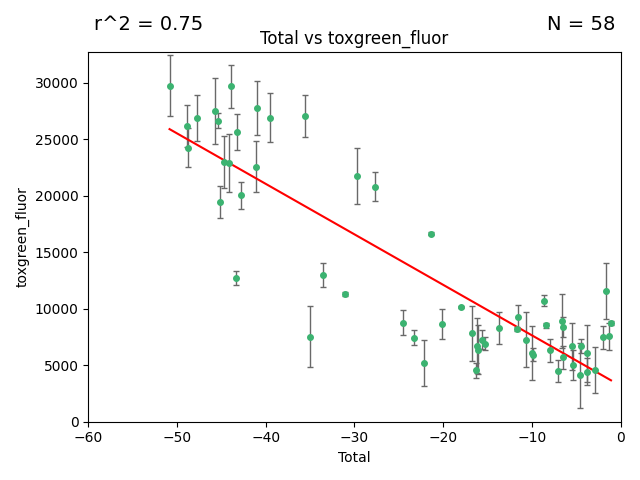 r^2 = 0.75
N = 58
Total vs toxgreen_fluor
toxgreen_fluor
30000
25000
20000
15000
10000
5000
0
−60
−50
−40
−30
−20
−10
0
Total